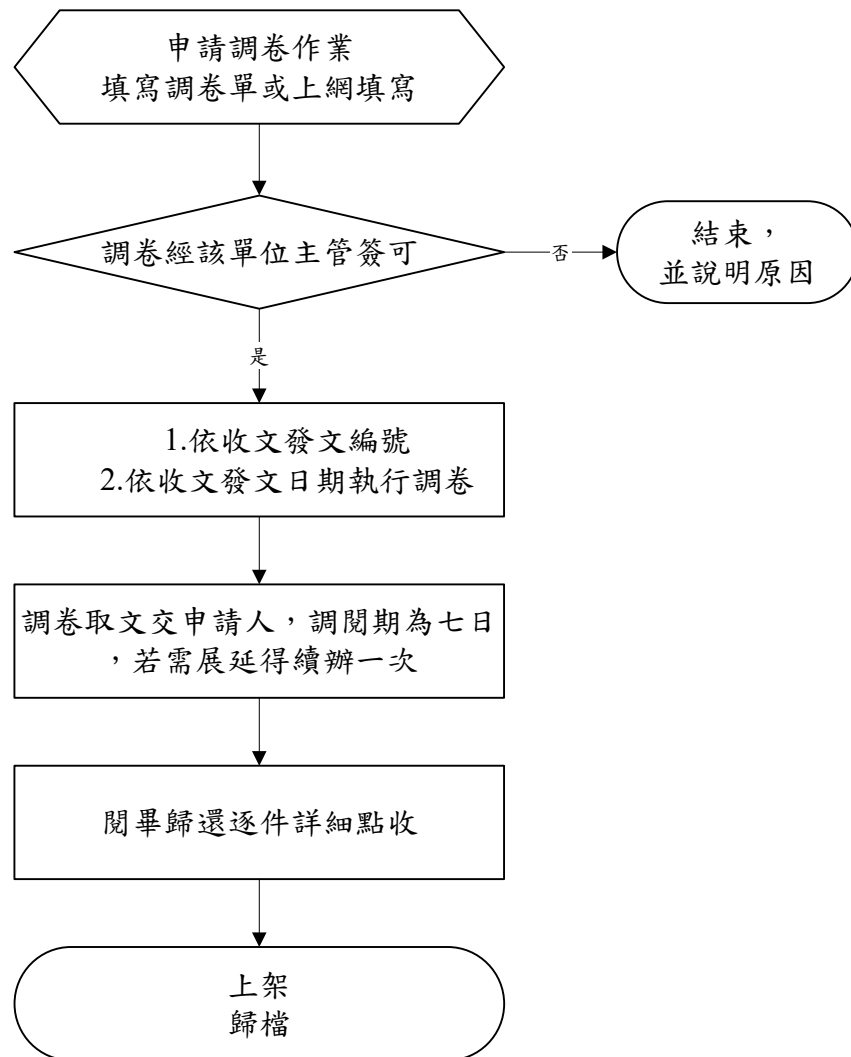 申請調卷作業
填寫調卷單或上網填寫
調卷經該單位主管簽可
否
結束，
並說明原因
是
1.依收文發文編號
2.依收文發文日期執行調卷
調卷取文交申請人，調閱期為七日
，若需展延得續辦一次
閱畢歸還逐件詳細點收
上架
歸檔